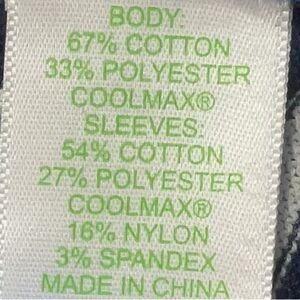 BODY:
67% COTTON
33% POLYESTER
COOLMAX®
SLEEVES:
54% COTTON
27% POLYESTER
COOLMAX®
16% NYLON
3% SPANDEX
MADE IN CHINA